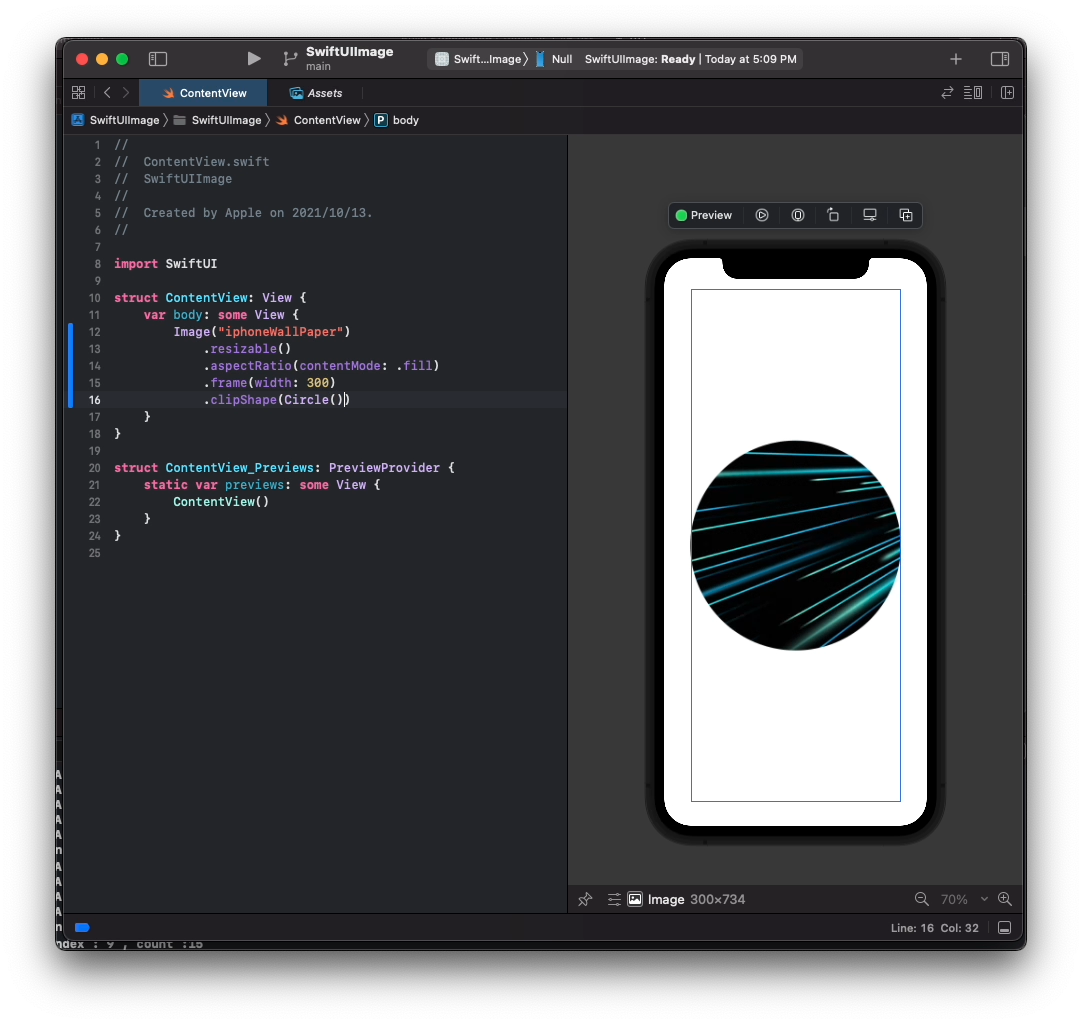 SwiftUIImage
main
Swift...Image⟩ Null SwiftUIImage: Ready | Today at 5:09 PM
ContentView
Assets
SwiftUIImage ⟩ SwiftUIImage ⟩ ContentView ⟩ P body
1 //
2 //  ContentView.swift
3 //  SwiftUIImage
4 //
5 //  Created by Apple on 2021/10/13.
6 //
7
8 import SwiftUI
9
10 struct ContentView: View {
11     var body: some View {
12         Image("iphoneWallPaper")
13             .resizable()
14             .aspectRatio(contentMode: .fill)
15             .frame(width: 300)
16             .clipShape(Circle())
17     }
18 }
19
20 struct ContentView_Previews: PreviewProvider {
21     static var previews: some View {
22         ContentView()
23     }
24 }
25
Preview
Image 300×734
70%
Line: 16 Col: 32
A
A
A
A
A
n
A
A
A
A
n
ndex : 9 , count :15